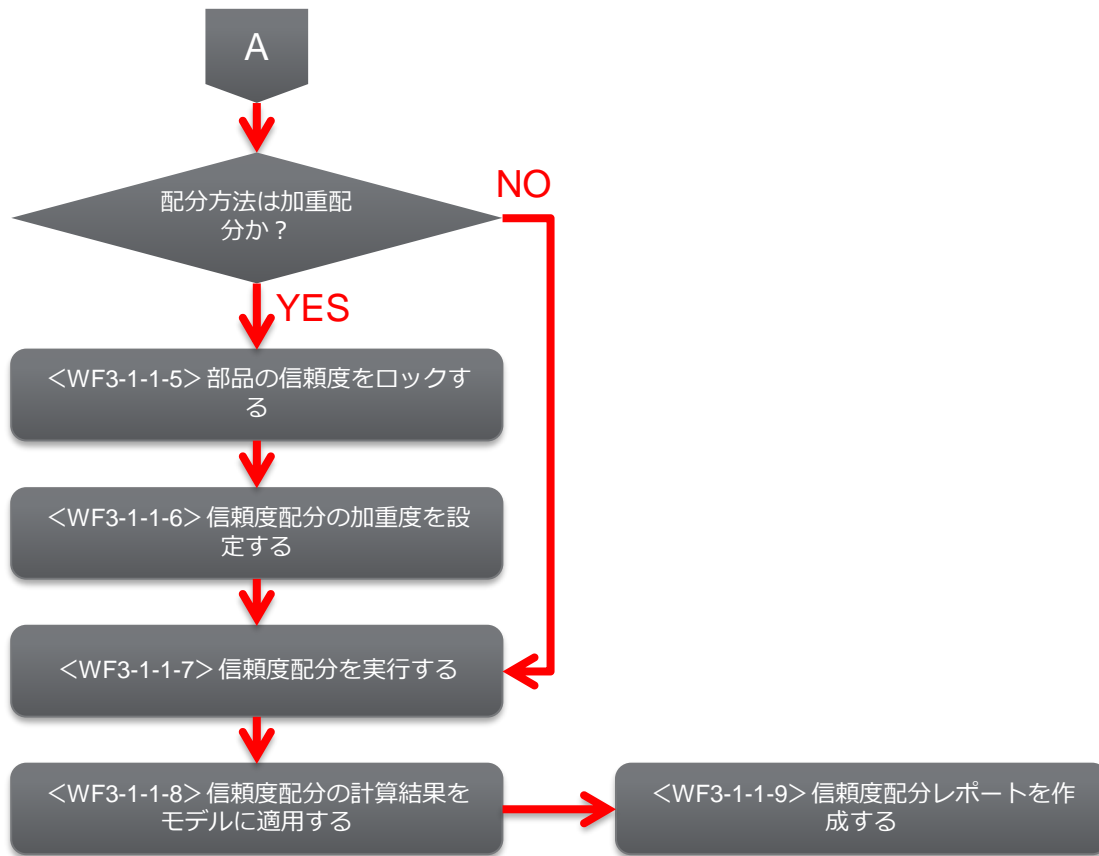 A
配分方法は加重配
分か？
NO
YES
＜WF3-1-1-5＞部品の信頼度をロックす
る
＜WF3-1-1-6＞信頼度配分の加重度を設
定する
＜WF3-1-1-7＞信頼度配分を実行する
＜WF3-1-1-8＞信頼度配分の計算結果を
モデルに適用する
＜WF3-1-1-9＞信頼度配分レポートを作
成する